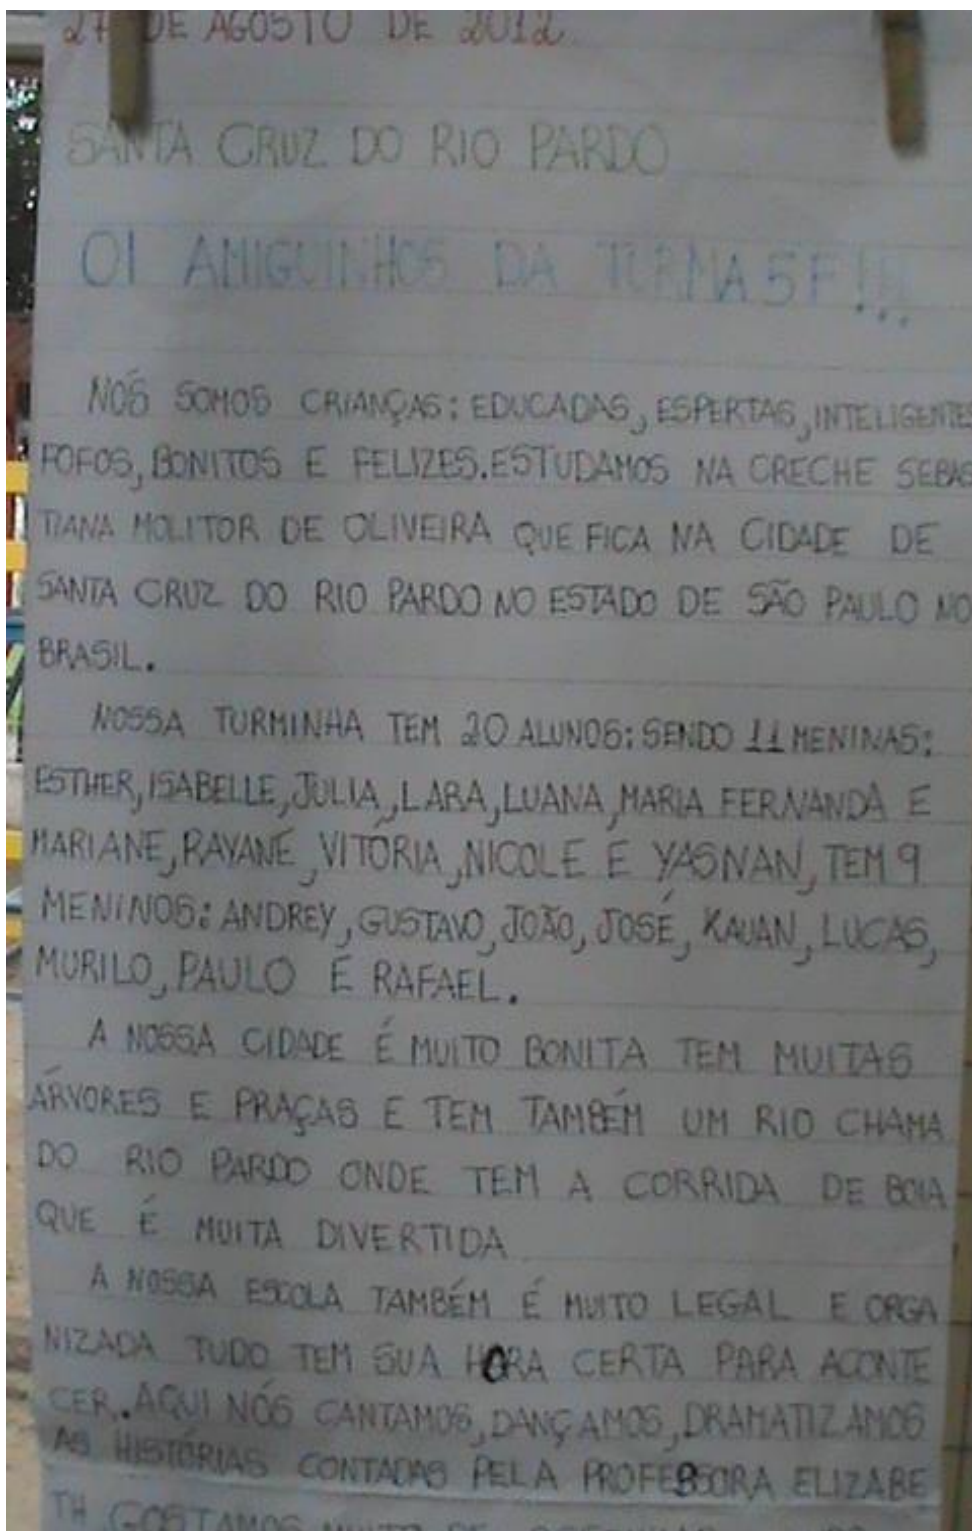 27 DE AGOSTO DE 2012
SANTA CRUZ DO RIO PARDO
OI AMIGUINHOS DA TURMA 5F!!!
NÓS SOMOS CRIANÇAS: EDUCADAS, ESPERTAS, INTELIGENTE
FOFOS, BONITOS E FELIZES. ESTUDAMOS NA CRECHE SEBAS
TIANA MOLITOR DE OLIVEIRA QUE FICA NA CIDADE DE
SANTA CRUZ DO RIO PARDO NO ESTADO DE SÃO PAULO NO
BRASIL.
NOSSA TURMINHA TEM 20 ALUNOS: SENDO 11 MENINAS:
ESTHER, ISABELLE, JULIA, LARA, LUANA, MARIA FERNANDA E
MARIANE, RAYANE, VITÓRIA, NICOLE E YASNAN, TEM 9
MENINOS: ANDREY, GUSTAVO, JOÃO, JOSÉ, KAUAN, LUCAS,
MURILO, PAULO E RAFAEL.
A NOSSA CIDADE É MUITO BONITA TEM MUITAS
ÁRVORES E PRAÇAS E TEM TAMBÉM UM RIO CHAMA
DO RIO PARDO ONDE TEM A CORRIDA DE BOIA
QUE É MUITA DIVERTIDA
A NOSSA ESCOLA TAMBÉM É MUITO LEGAL E ORGA
NIZADA TUDO TEM SUA HORA CERTA PARA ACONTE
CER. AQUI NÓS CANTAMOS, DANÇAMOS, DRAMATIZAMOS
AS HISTÓRIAS CONTADAS PELA PROFESSORA ELIZABE
TH GOSTAMOS MUITO DE